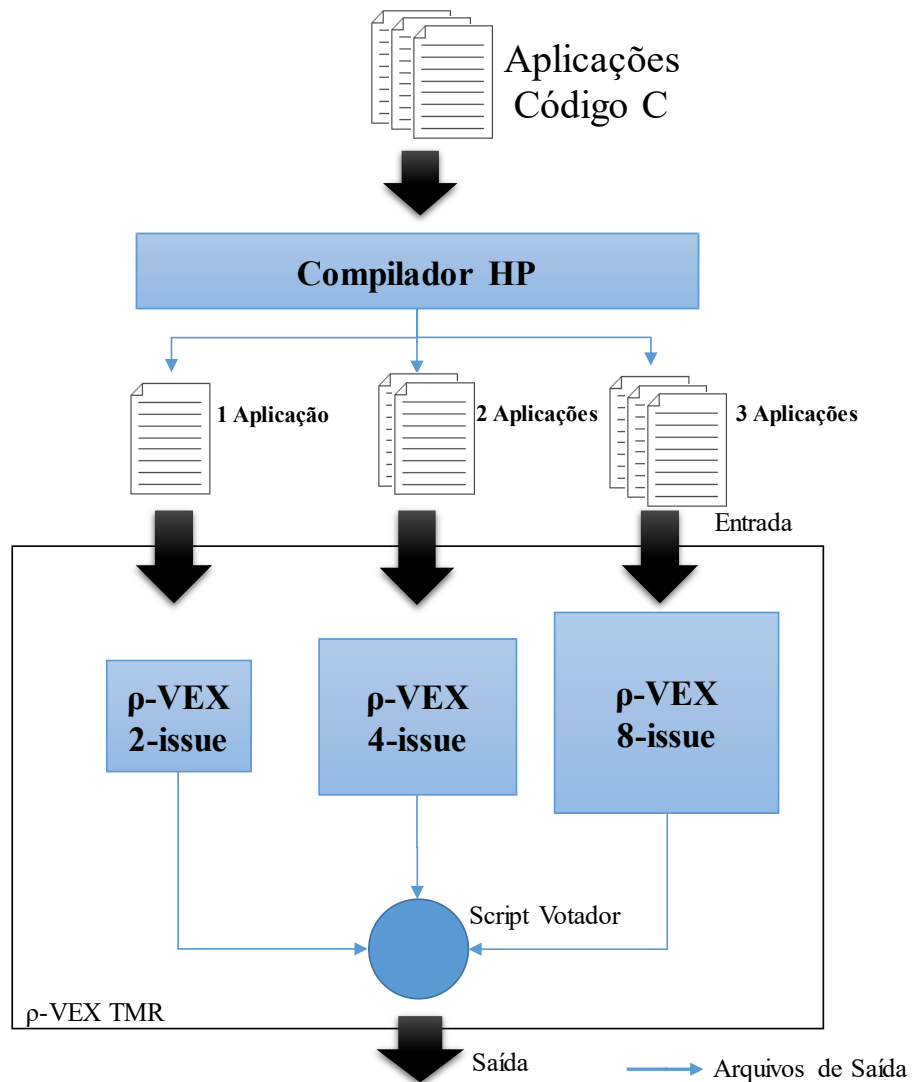 Aplicações
Código C
Compilador HP
1 Aplicação
2 Aplicações
3 Aplicações
Entrada
ρ-VEX
2-issue
ρ-VEX
4-issue
ρ-VEX
8-issue
Script Votador
ρ-VEX TMR
Saída
Arquivos de Saída